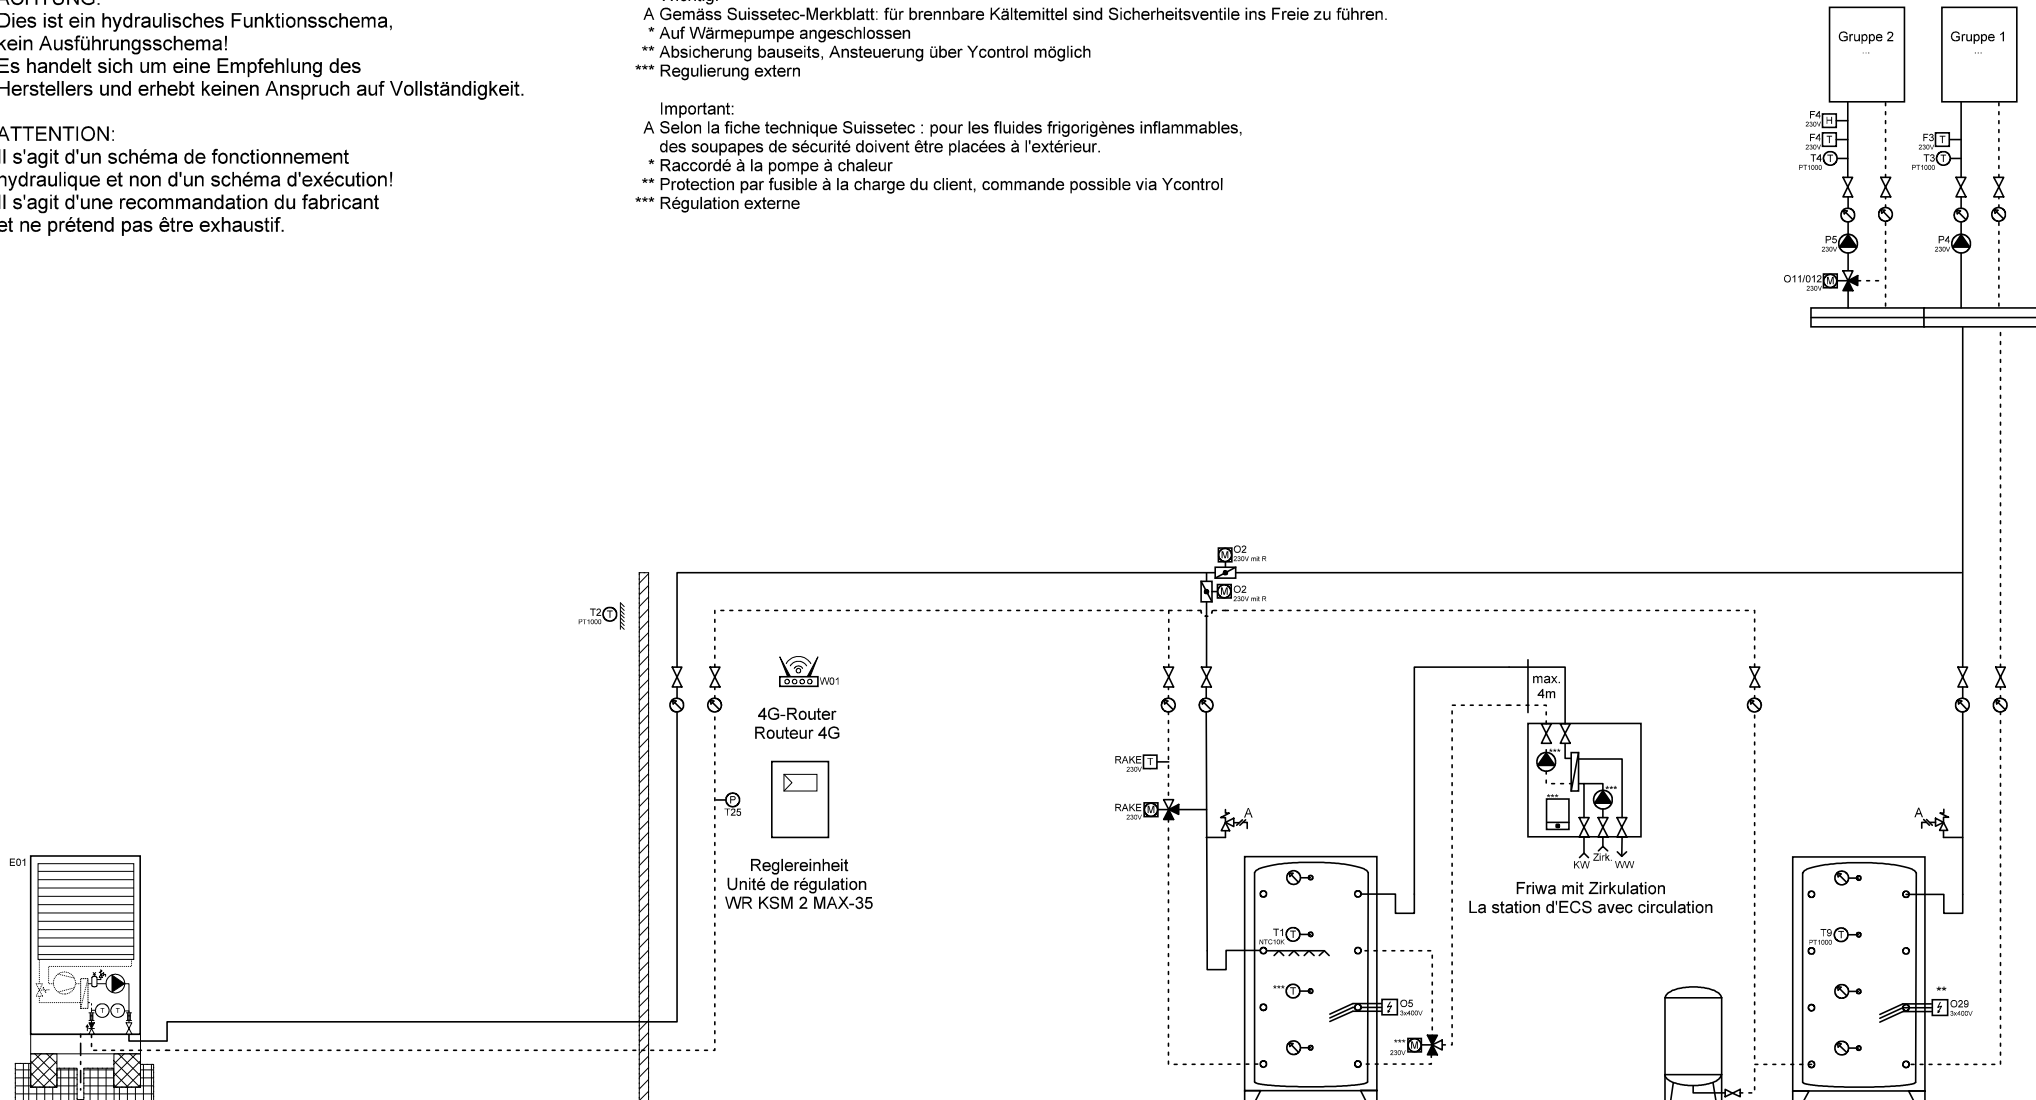 ACHTUNG:
Dies ist ein hydraulisches Funktionsschema,
kein Ausführungsschema!
Es handelt sich um eine Empfehlung des
Herstellers und erhebt keinen Anspruch auf Vollständigkeit.
ATTENTION:
Il s'agit d'un schéma de fonctionnement
hydraulique et non d'un schéma d'exécution!
Il s'agit d'une recommandation du fabricant
et ne prétend pas être exhaustif.
Wichtig:
A Gemäss Suissetec-Merkblatt: für brennbare Kältemittel sind Sicherheitsventile ins Freie zu führen.
* Auf Wärmepumpe angeschlossen
** Absicherung bauseits, Ansteuerung über Ycontrol möglich
*** Regulierung extern
Important:
A Selon la fiche technique Suissetec : pour les fluides frigorigènes inflammables,
des soupapes de sécurité doivent être placées à l'extérieur.
* Raccordé à la pompe à chaleur
** Protection par fusible à la charge du client, commande possible via Ycontrol
*** Régulation externe
Gruppe 2
...
Gruppe 1
...
F4 H
230V
F4 T
230V
T4 T
PT1000
F3 T
230V
T3 T
PT1000
P5
230V
P4
230V
O11/012 M
230V
M O2
230V mit R
M O2
230V mit R
T2 T
PT1000
W01
4G-Router
Routeur 4G
P
T25
Reglereinheit
Unité de régulation
WR KSM 2 MAX-35
RAKE T
230V
RAKE M
230V
A
max.
4m
***
***
***
KW
Zirk.
WW
Friwa mit Zirkulation
La station d'ECS avec circulation
A
E01
T T
T1 T
NTC10K
*** T
O5
3x400V
*** M
230V
T9 T
PT1000
**
O29
3x400V